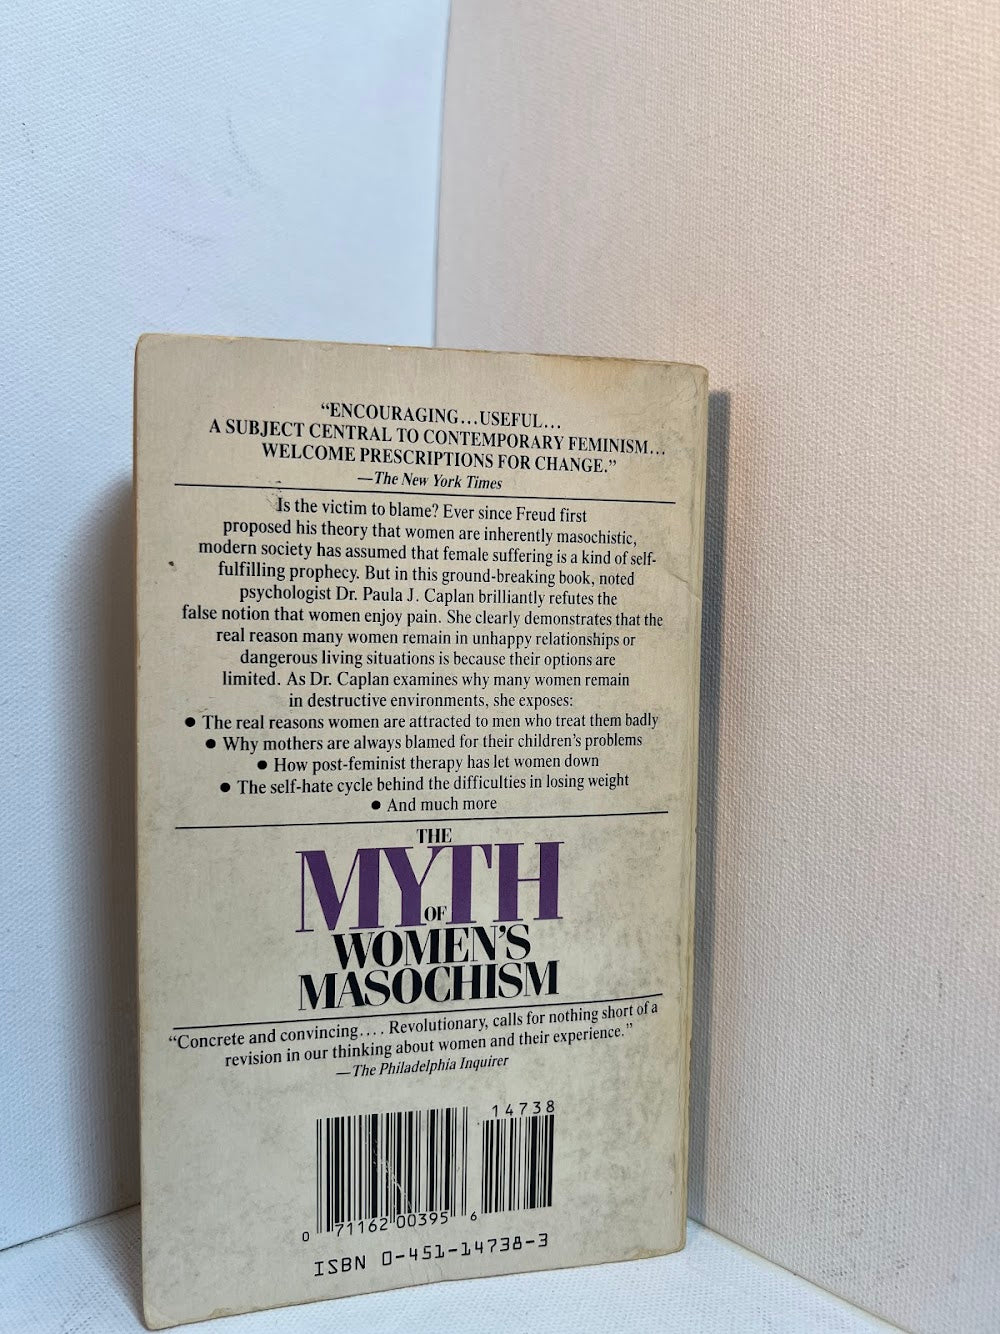 “ENCOURAGING...USEFUL...
A SUBJECT CENTRAL TO CONTEMPORARY FEMINISM...
WELCOME PRESCRIPTIONS FOR CHANGE.”
—The New York Times
Is the victim to blame? Ever since Freud first
proposed his theory that women are inherently masochistic,
modern society has assumed that female suffering is a kind of self-
fulfilling prophecy. But in this ground-breaking book, noted
psychologist Dr. Paula J. Caplan brilliantly refutes the
false notion that women enjoy pain. She clearly demonstrates that the
real reason many women remain in unhappy relationships or
dangerous living situations is because their options are
limited. As Dr. Caplan examines why many women remain
in destructive environments, she exposes:
● The real reasons women are attracted to men who treat them badly
● Why mothers are always blamed for their children’s problems
● How post-feminist therapy has let women down
● The self-hate cycle behind the difficulties in losing weight
● And much more
THE
MYTH
OF
WOMEN’S
MASOCHISM
“Concrete and convincing.... Revolutionary, calls for nothing short of a
revision in our thinking about women and their experience.”
—The Philadelphia Inquirer
14738
0 71162 00395 6
ISBN 0-451-14738-3